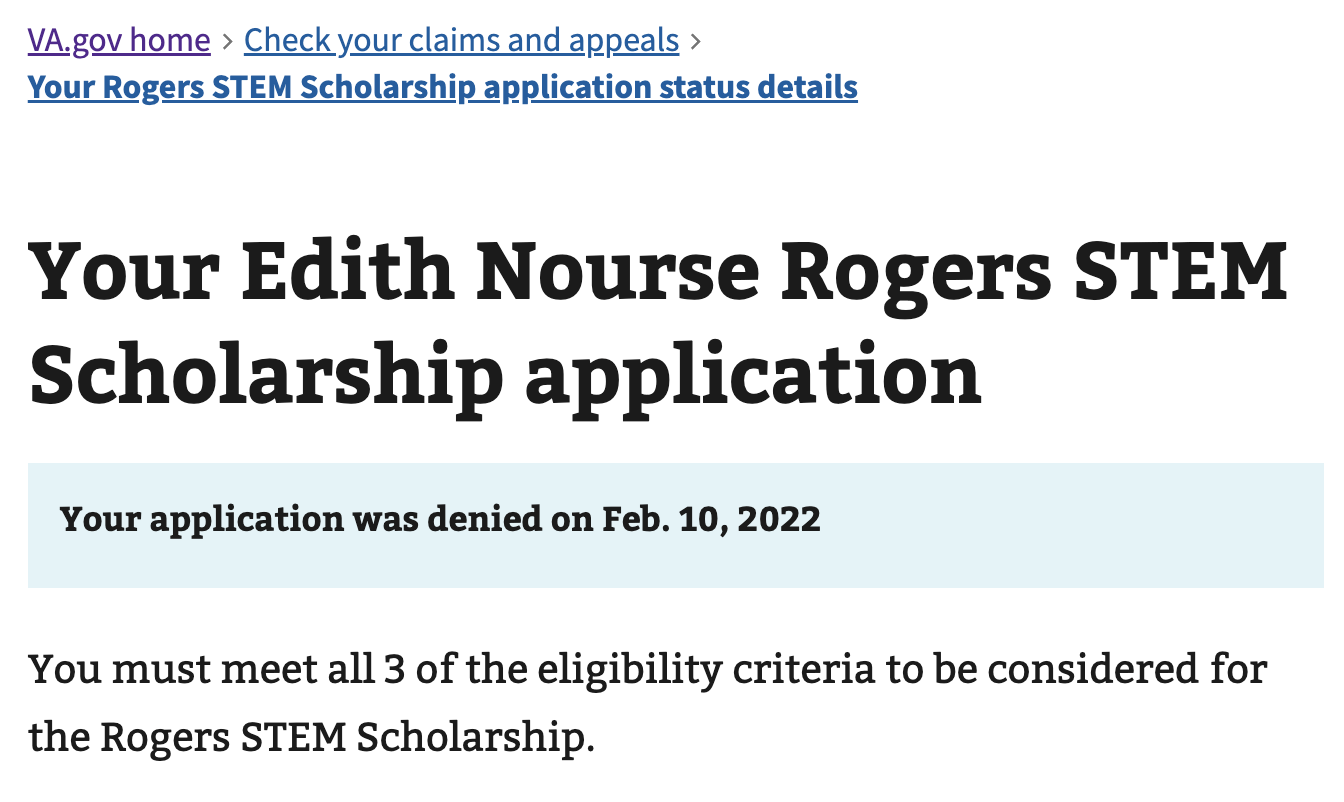 VA.gov home › Check your claims and appeals ›
Your Rogers STEM Scholarship application status details
Your Edith Nourse Rogers STEM
Scholarship application
Your application was denied on Feb. 10, 2022
You must meet all 3 of the eligibility criteria to be considered for
the Rogers STEM Scholarship.